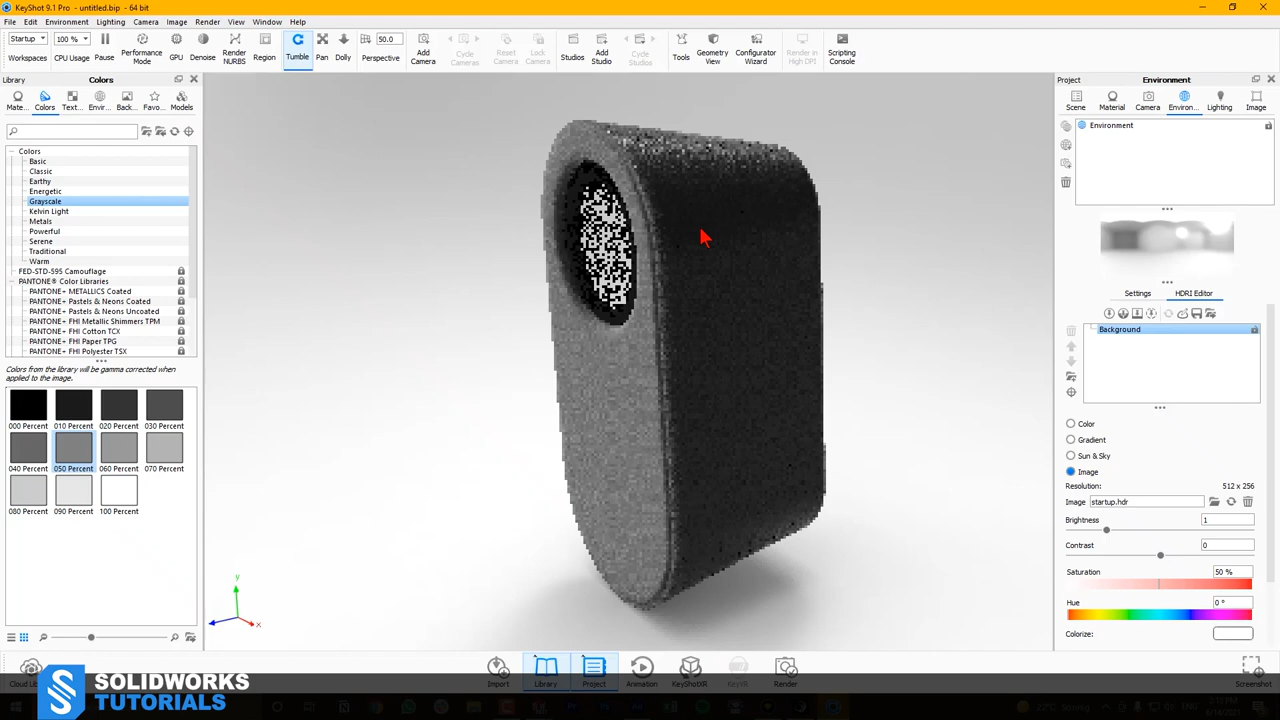 KeyShot 9.1 Pro - untitled.bip - 64 bit
File Edit Environment Lighting Camera Image Render View Window Help
Startup 100 % 50.0
Workspaces CPU Usage Pause Performance Mode GPU Denoise Render NURBS Region Tumble Pan Dolly Perspective Add Camera Cycle Cameras Reset Camera Lock Camera Studios Add Studio Cycle Studios Tools Geometry View Configurator Wizard Render in High DPI Scripting Console
Library Colors
Mate... Colors Text... Envir... Back... Favo... Models
Colors
Basic
Classic
Earthy
Energetic
Grayscale
Kelvin Light
Metals
Powerful
Serene
Traditional
Warm
FED-STD-595 Camouflage
PANTONE® Color Libraries
PANTONE+ METALLICS Coated
PANTONE+ Pastels & Neons Coated
PANTONE+ Pastels & Neons Uncoated
PANTONE+ FHI Metallic Shimmers TPM
PANTONE+ FHI Cotton TCX
PANTONE+ FHI Paper TPG
PANTONE+ FHI Polyester TSX
Colors from the library will be gamma corrected when
applied to the image.
000 Percent 010 Percent 020 Percent 030 Percent
040 Percent 050 Percent 060 Percent 070 Percent
080 Percent 090 Percent 100 Percent
y
x
Project Environment
Scene Material Camera Environ... Lighting Image
Environment
Settings HDRI Editor
Background
Color
Gradient
Sun & Sky
Image
Resolution: 512 x 256
Image startup.hdr
Brightness 1
Contrast 0
Saturation 50 %
Hue 0 °
Colorize:
Cloud Library Import Library Project Animation KeyShotXR KeyVR Render Screenshot
S SOLIDWORKS
TUTORIALS
22°C Sunny ENG